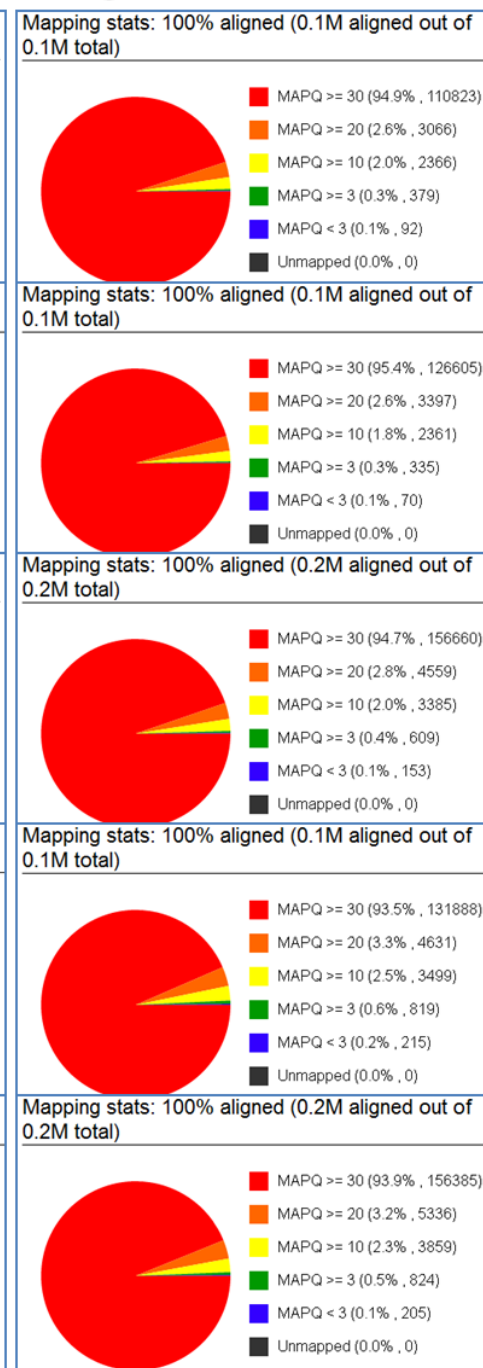 Mapping stats: 100% aligned (0.1M aligned out of
0.1M total)
MAPQ >= 30 (94.9% , 110823)
MAPQ >= 20 (2.6% , 3066)
MAPQ >= 10 (2.0% , 2366)
MAPQ >= 3 (0.3% , 379)
MAPQ < 3 (0.1% , 92)
Unmapped (0.0% , 0)
Mapping stats: 100% aligned (0.1M aligned out of
0.1M total)
MAPQ >= 30 (95.4% , 126605)
MAPQ >= 20 (2.6% , 3397)
MAPQ >= 10 (1.8% , 2361)
MAPQ >= 3 (0.3% , 335)
MAPQ < 3 (0.1% , 70)
Unmapped (0.0% , 0)
Mapping stats: 100% aligned (0.2M aligned out of
0.2M total)
MAPQ >= 30 (94.7% , 156660)
MAPQ >= 20 (2.8% , 4559)
MAPQ >= 10 (2.0% , 3385)
MAPQ >= 3 (0.4% , 609)
MAPQ < 3 (0.1% , 153)
Unmapped (0.0% , 0)
Mapping stats: 100% aligned (0.1M aligned out of
0.1M total)
MAPQ >= 30 (93.5% , 131888)
MAPQ >= 20 (3.3% , 4631)
MAPQ >= 10 (2.5% , 3499)
MAPQ >= 3 (0.6% , 819)
MAPQ < 3 (0.2% , 215)
Unmapped (0.0% , 0)
Mapping stats: 100% aligned (0.2M aligned out of
0.2M total)
MAPQ >= 30 (93.9% , 156385)
MAPQ >= 20 (3.2% , 5336)
MAPQ >= 10 (2.3% , 3859)
MAPQ >= 3 (0.5% , 824)
MAPQ < 3 (0.1% , 205)
Unmapped (0.0% , 0)